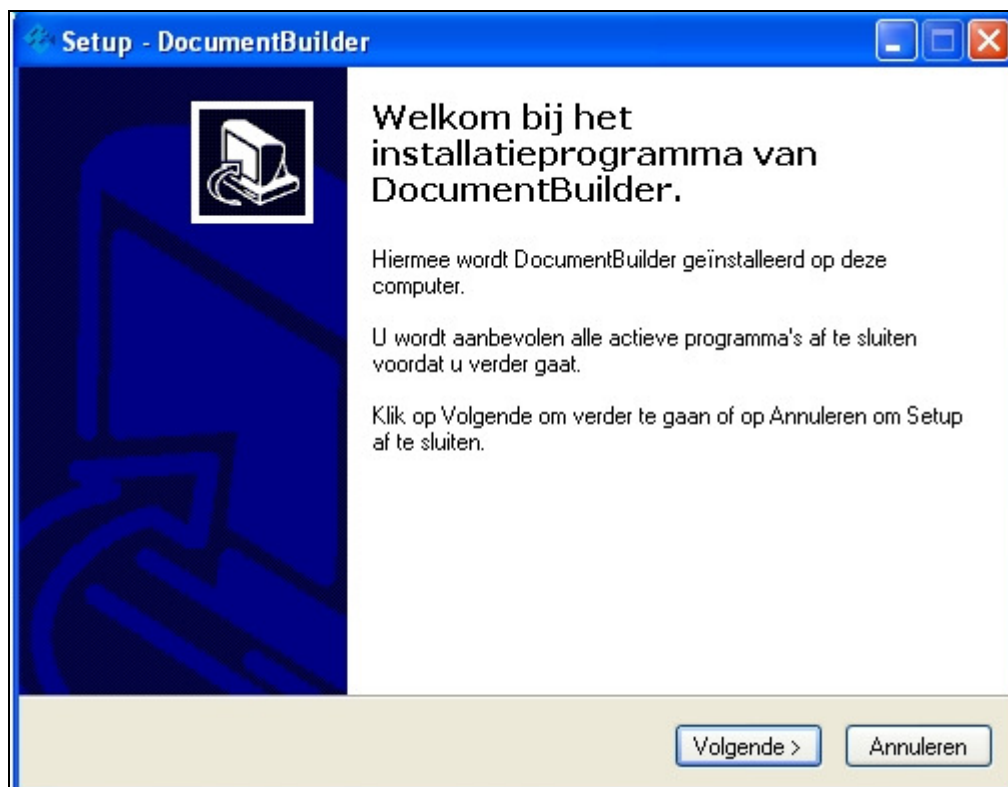 Setup - DocumentBuilder
Welkom bij het
installatieprogramma van
DocumentBuilder.
Hiermee wordt DocumentBuilder geïnstalleerd op deze
computer.
U wordt aanbevolen alle actieve programma's af te sluiten
voordat u verder gaat.
Klik op Volgende om verder te gaan of op Annuleren om Setup
af te sluiten.
Volgende >
Annuleren